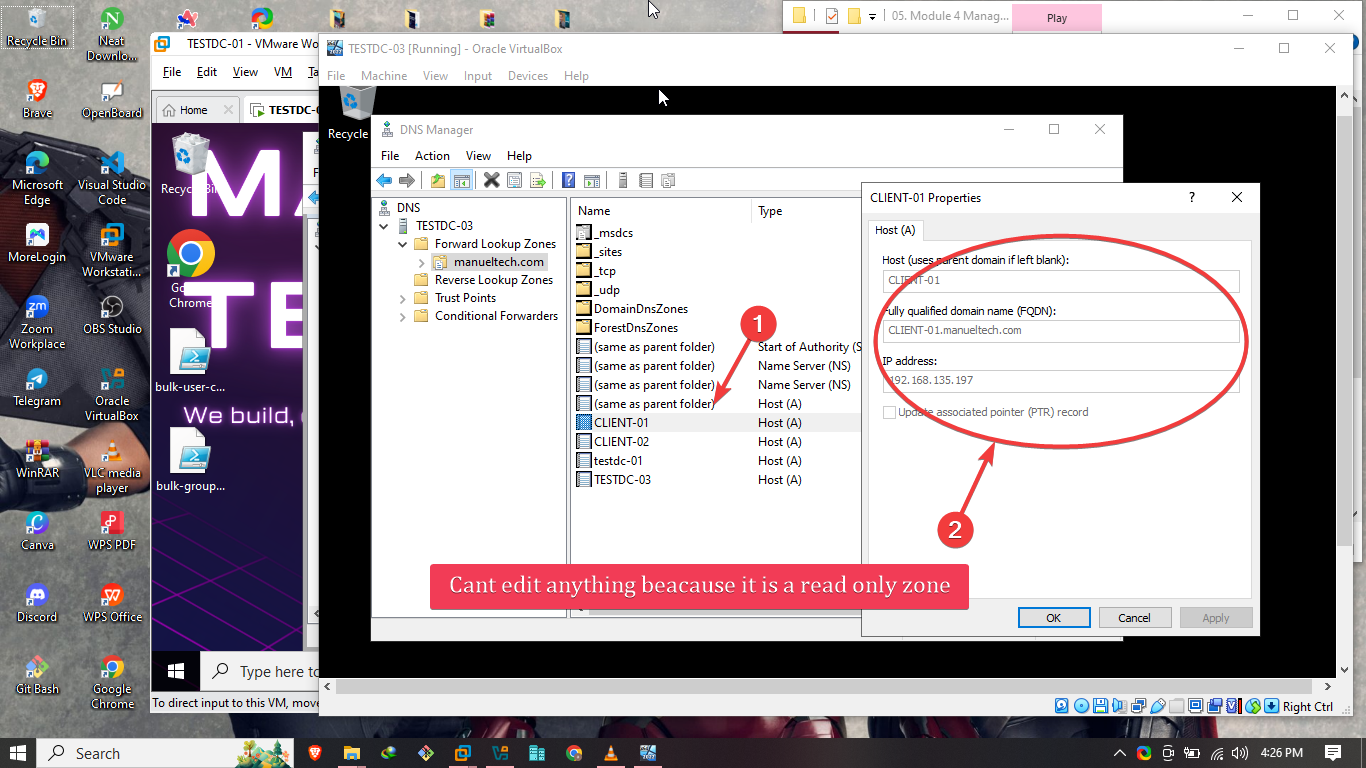 Recycle Bin
Neat
Downlo...
Brave
OpenBoard
Microsoft
Edge
Visual Studio
Code
MoreLogin
VMware
Workstati...
Zoom
Workplace
OBS Studio
Telegram
Oracle
VirtualBox
WinRAR
VLC media
player
Canva
WPS PDF
Discord
WPS Office
Git Bash
Google
Chrome
05. Module 4 Manag...
Play
TESTDC-01 - VMware Wo
File Edit View VM Ta
Home
TESTDC-0
MA
TE
We build,
Recycle Bin
Chrome
bulk-user-c...
bulk-group...
Type here to
To direct input to this VM, move
TESTDC-03 [Running] - Oracle VirtualBox
File Machine View Input Devices Help
Recycle
DNS Manager
File Action View Help
DNS
TESTDC-03
Forward Lookup Zones
manueltech.com
Reverse Lookup Zones
Trust Points
Conditional Forwarders
Name Type
_msdcs
_sites
_tcp
_udp
DomainDnsZones
ForestDnsZones
(same as parent folder) Start of Authority (S
(same as parent folder) Name Server (NS)
(same as parent folder) Name Server (NS)
(same as parent folder) Host (A)
CLIENT-01 Host (A)
CLIENT-02 Host (A)
testdc-01 Host (A)
TESTDC-03 Host (A)
1
CLIENT-01 Properties
?
Host (A)
Host (uses parent domain if left blank):
CLIENT-01
Fully qualified domain name (FQDN):
CLIENT-01.manueltech.com
IP address:
192.168.135.197
Update associated pointer (PTR) record
2
Cant edit anything beacause it is a read only zone
OK Cancel Apply
Right Ctrl
Search
4:26 PM